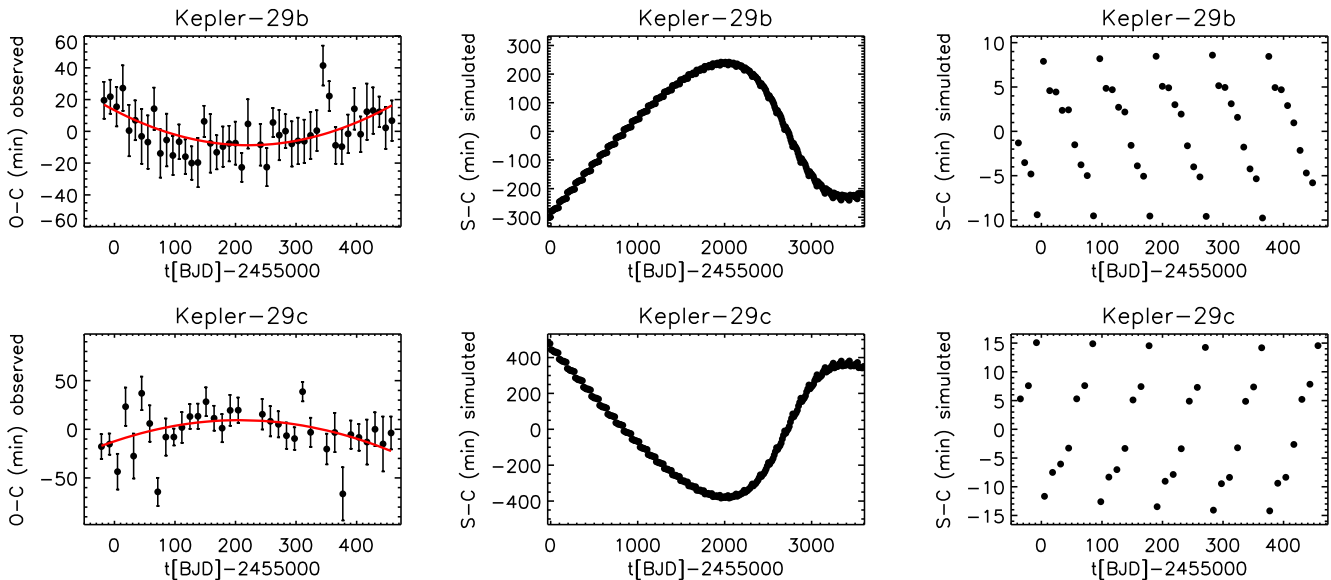 Kepler-29b
O-C (min) observed
60
40
20
0
-20
-40
-60
0 100 200 300 400
t[BJD]-2455000
Kepler-29b
S-C (min) simulated
300
200
100
0
-100
-200
-300
0 1000 2000 3000
t[BJD]-2455000
Kepler-29b
S-C (min) simulated
10
5
0
-5
-10
0 100 200 300 400
t[BJD]-2455000
Kepler-29c
O-C (min) observed
50
0
-50
0 100 200 300 400
t[BJD]-2455000
Kepler-29c
S-C (min) simulated
400
200
0
-200
-400
0 1000 2000 3000
t[BJD]-2455000
Kepler-29c
S-C (min) simulated
15
10
5
0
-5
-10
-15
0 100 200 300 400
t[BJD]-2455000